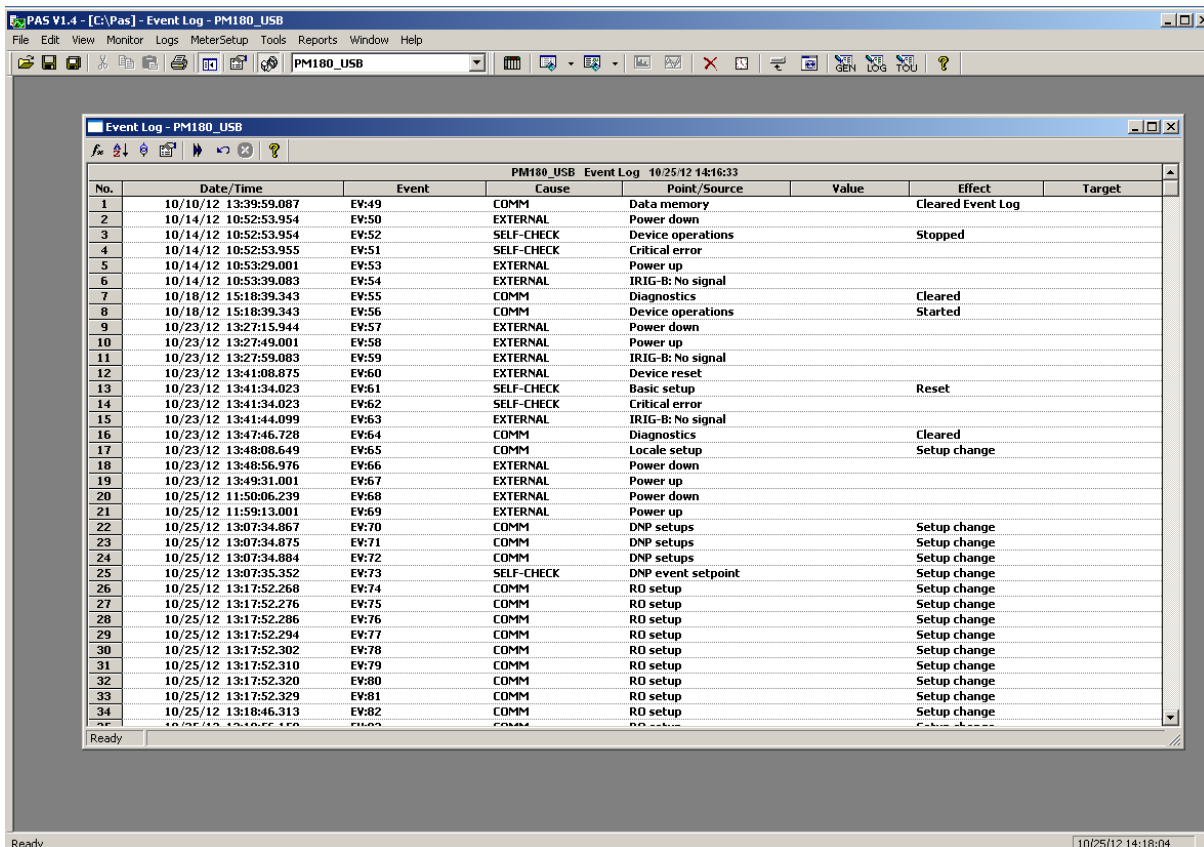 PAS V1.4 - [C:\Pas] - Event Log - PM180_USB
File Edit View Monitor Logs MeterSetup Tools Reports Window Help
PM180_USB GEN LOG TOU
Event Log - PM180_USB
PM180_USB Event Log 10/25/12 14:16:33
No. Date/Time Event Cause Point/Source Value Effect Target
1 10/10/12 13:39:59.087 EV:49 COMM Data memory Cleared Event Log
2 10/14/12 10:52:53.954 EV:50 EXTERNAL Power down
3 10/14/12 10:52:53.954 EV:52 SELF-CHECK Device operations Stopped
4 10/14/12 10:52:53.955 EV:51 SELF-CHECK Critical error
5 10/14/12 10:53:29.001 EV:53 EXTERNAL Power up
6 10/14/12 10:53:39.083 EV:54 EXTERNAL IRIG-B: No signal
7 10/18/12 15:18:39.343 EV:55 COMM Diagnostics Cleared
8 10/18/12 15:18:39.343 EV:56 COMM Device operations Started
9 10/23/12 13:27:15.944 EV:57 EXTERNAL Power down
10 10/23/12 13:27:49.001 EV:58 EXTERNAL Power up
11 10/23/12 13:27:59.083 EV:59 EXTERNAL IRIG-B: No signal
12 10/23/12 13:41:08.875 EV:60 EXTERNAL Device reset
13 10/23/12 13:41:34.023 EV:61 SELF-CHECK Basic setup Reset
14 10/23/12 13:41:34.023 EV:62 SELF-CHECK Critical error
15 10/23/12 13:41:44.099 EV:63 EXTERNAL IRIG-B: No signal
16 10/23/12 13:47:46.728 EV:64 COMM Diagnostics Cleared
17 10/23/12 13:48:08.649 EV:65 COMM Locale setup Setup change
18 10/23/12 13:48:56.976 EV:66 EXTERNAL Power down
19 10/23/12 13:49:31.001 EV:67 EXTERNAL Power up
20 10/25/12 11:50:06.239 EV:68 EXTERNAL Power down
21 10/25/12 11:59:13.001 EV:69 EXTERNAL Power up
22 10/25/12 13:07:34.867 EV:70 COMM DNP setups Setup change
23 10/25/12 13:07:34.875 EV:71 COMM DNP setups Setup change
24 10/25/12 13:07:34.884 EV:72 COMM DNP setups Setup change
25 10/25/12 13:07:35.352 EV:73 SELF-CHECK DNP event setpoint Setup change
26 10/25/12 13:17:52.268 EV:74 COMM RO setup Setup change
27 10/25/12 13:17:52.276 EV:75 COMM RO setup Setup change
28 10/25/12 13:17:52.286 EV:76 COMM RO setup Setup change
29 10/25/12 13:17:52.294 EV:77 COMM RO setup Setup change
30 10/25/12 13:17:52.302 EV:78 COMM RO setup Setup change
31 10/25/12 13:17:52.310 EV:79 COMM RO setup Setup change
32 10/25/12 13:17:52.320 EV:80 COMM RO setup Setup change
33 10/25/12 13:17:52.329 EV:81 COMM RO setup Setup change
34 10/25/12 13:18:46.313 EV:82 COMM RO setup Setup change
Ready
Ready 10/25/12 14:18:04